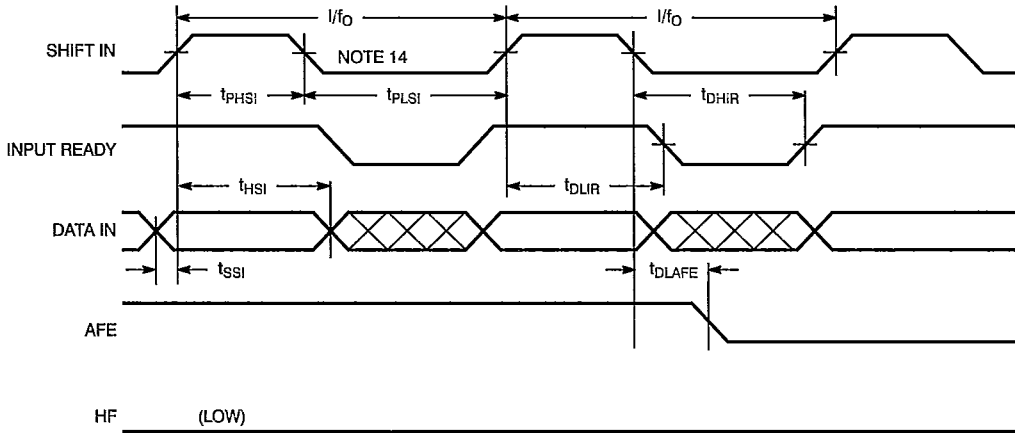 I/fO I/fO
SHIFT IN
NOTE 14
tPHSI tPLSI tDHIR
INPUT READY
tHSI tDLIR
DATA IN
tSSI tDLAFE
AFE
HF (LOW)